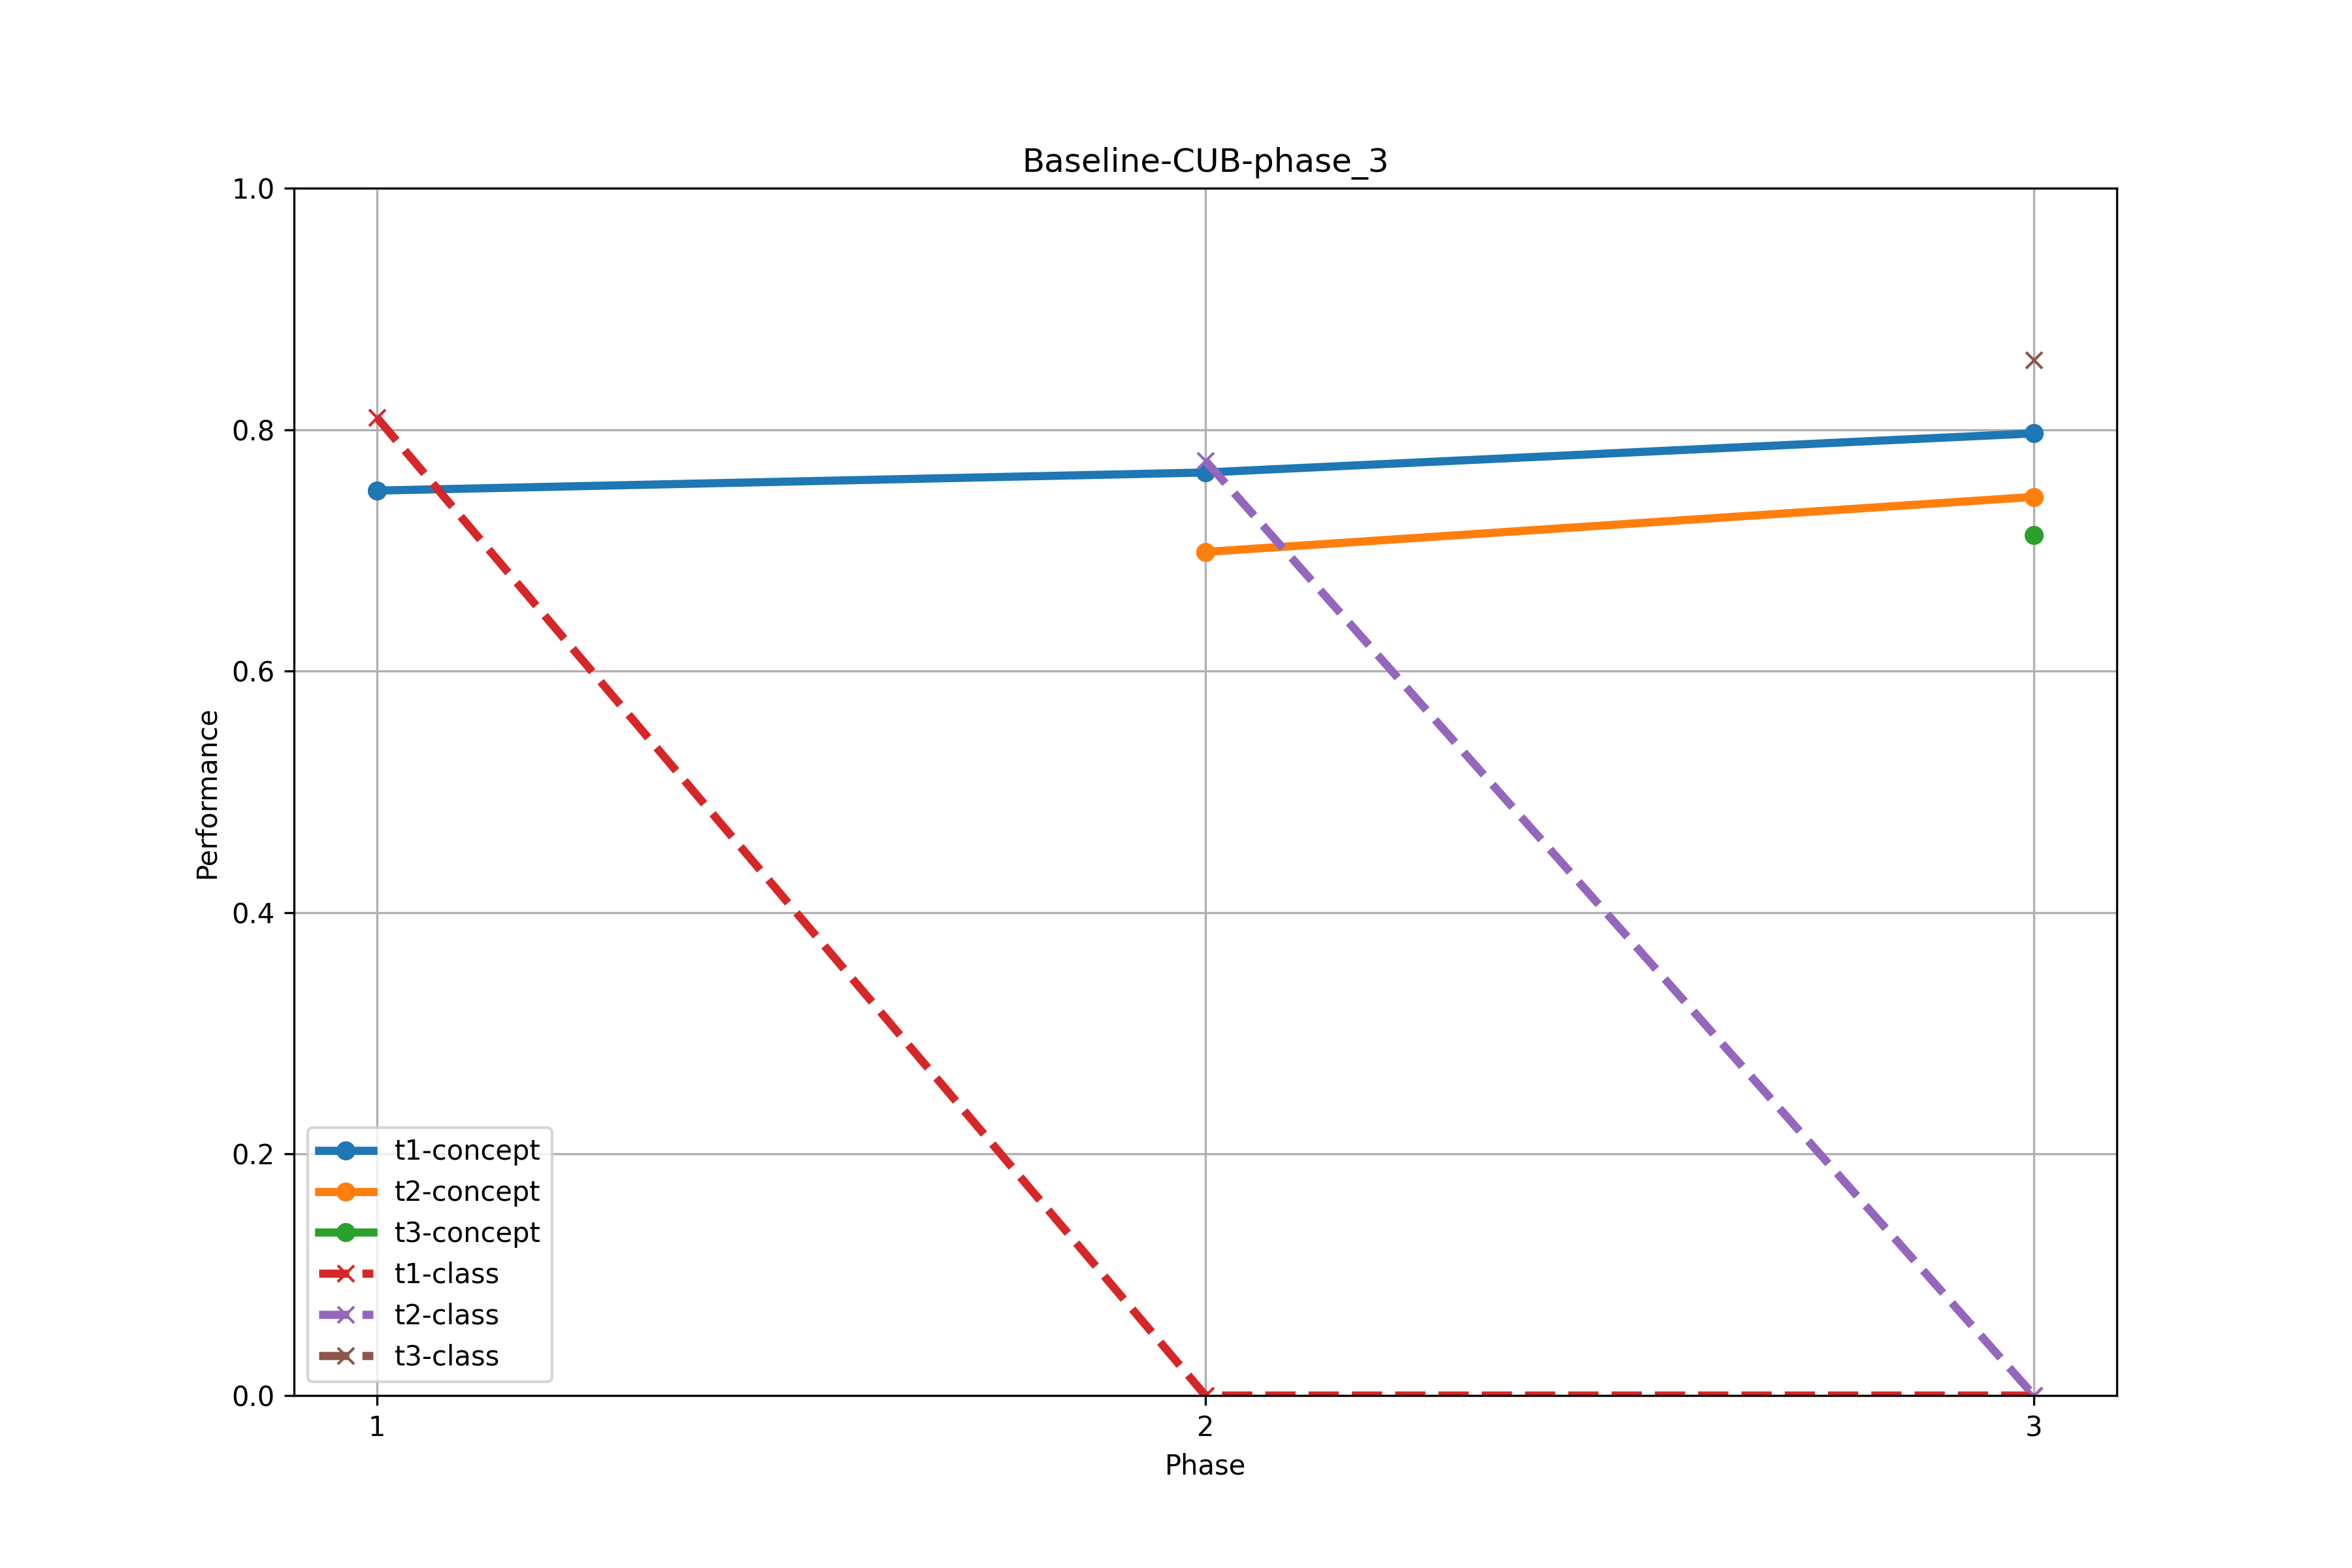 Baseline-CUB-phase_3
1.0
0.8
0.6
0.4
0.2
0.0
Performance
t1-concept
t2-concept
t3-concept
t1-class
t2-class
t3-class
1 2 3
Phase